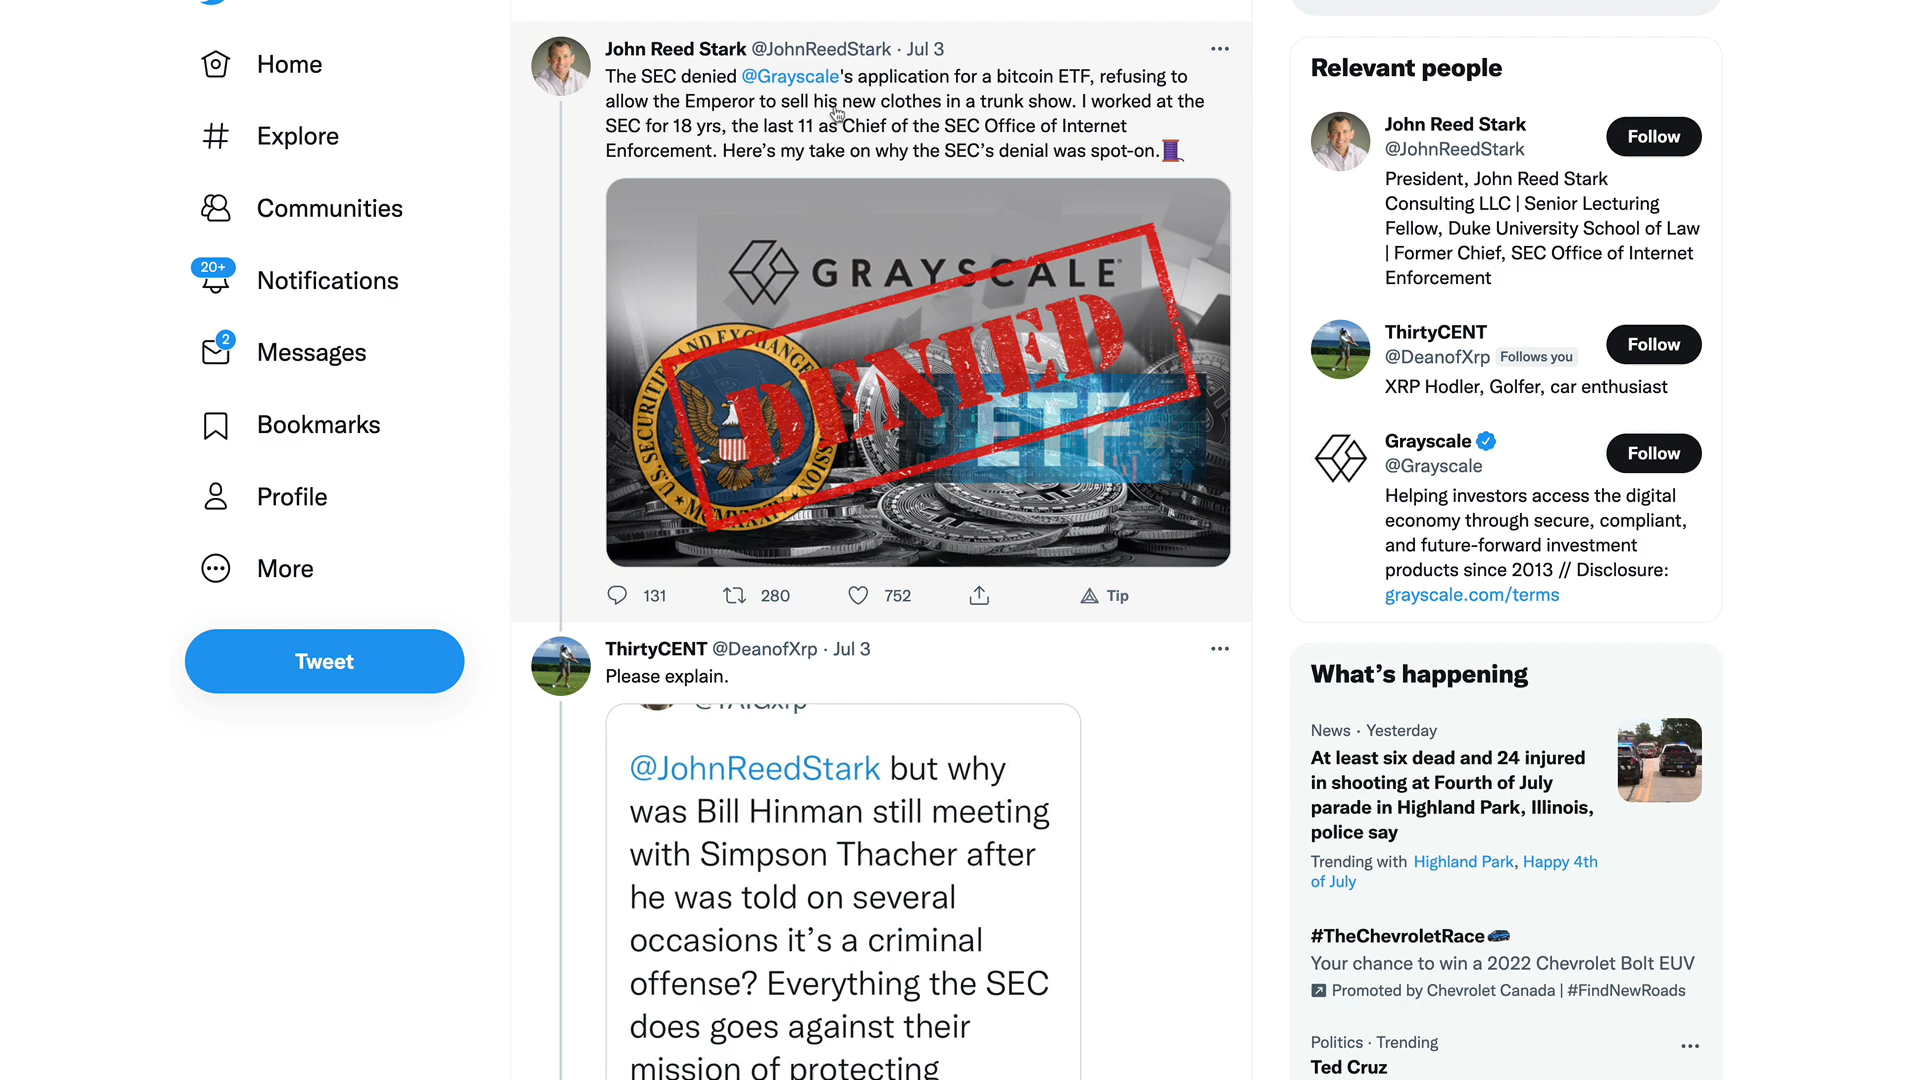 Home
Explore
Communities
20+
Notifications
2
Messages
Bookmarks
Profile
More
Tweet
John Reed Stark @JohnReedStark · Jul 3
The SEC denied @Grayscale's application for a bitcoin ETF, refusing to
allow the Emperor to sell his new clothes in a trunk show. I worked at the
SEC for 18 yrs, the last 11 as Chief of the SEC Office of Internet
Enforcement. Here’s my take on why the SEC’s denial was spot-on.
GRAYSCALE
DENIED
ETF
131
280
752
Tip
ThirtyCENT @DeanofXrp · Jul 3
Please explain.
@JohnReedStark but why
was Bill Hinman still meeting
with Simpson Thacher after
he was told on several
occasions it’s a criminal
offense? Everything the SEC
does goes against their
mission of protecting
Relevant people
John Reed Stark
@JohnReedStark
Follow
President, John Reed Stark
Consulting LLC | Senior Lecturing
Fellow, Duke University School of Law
| Former Chief, SEC Office of Internet
Enforcement
ThirtyCENT
@DeanofXrp Follows you
Follow
XRP Hodler, Golfer, car enthusiast
Grayscale
@Grayscale
Follow
Helping investors access the digital
economy through secure, compliant,
and future-forward investment
products since 2013 // Disclosure:
grayscale.com/terms
What’s happening
News · Yesterday
At least six dead and 24 injured
in shooting at Fourth of July
parade in Highland Park, Illinois,
police say
Trending with Highland Park, Happy 4th
of July
#TheChevroletRace
Your chance to win a 2022 Chevrolet Bolt EUV
Promoted by Chevrolet Canada | #FindNewRoads
Politics · Trending
Ted Cruz